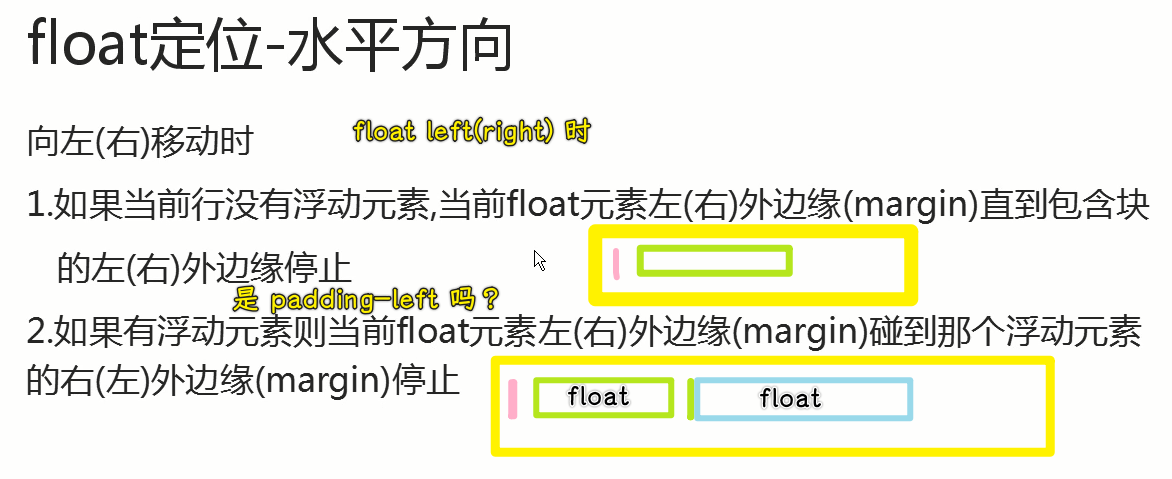 float定位-水平方向
向左(右)移动时
float left(right) 时
1.如果当前行没有浮动元素,当前float元素左(右)外边缘(margin)直到包含块
的左(右)外边缘停止
是 padding-left 吗？
2.如果有浮动元素则当前float元素左(右)外边缘(margin)碰到那个浮动元素
的右(左)外边缘(margin)停止
float
float